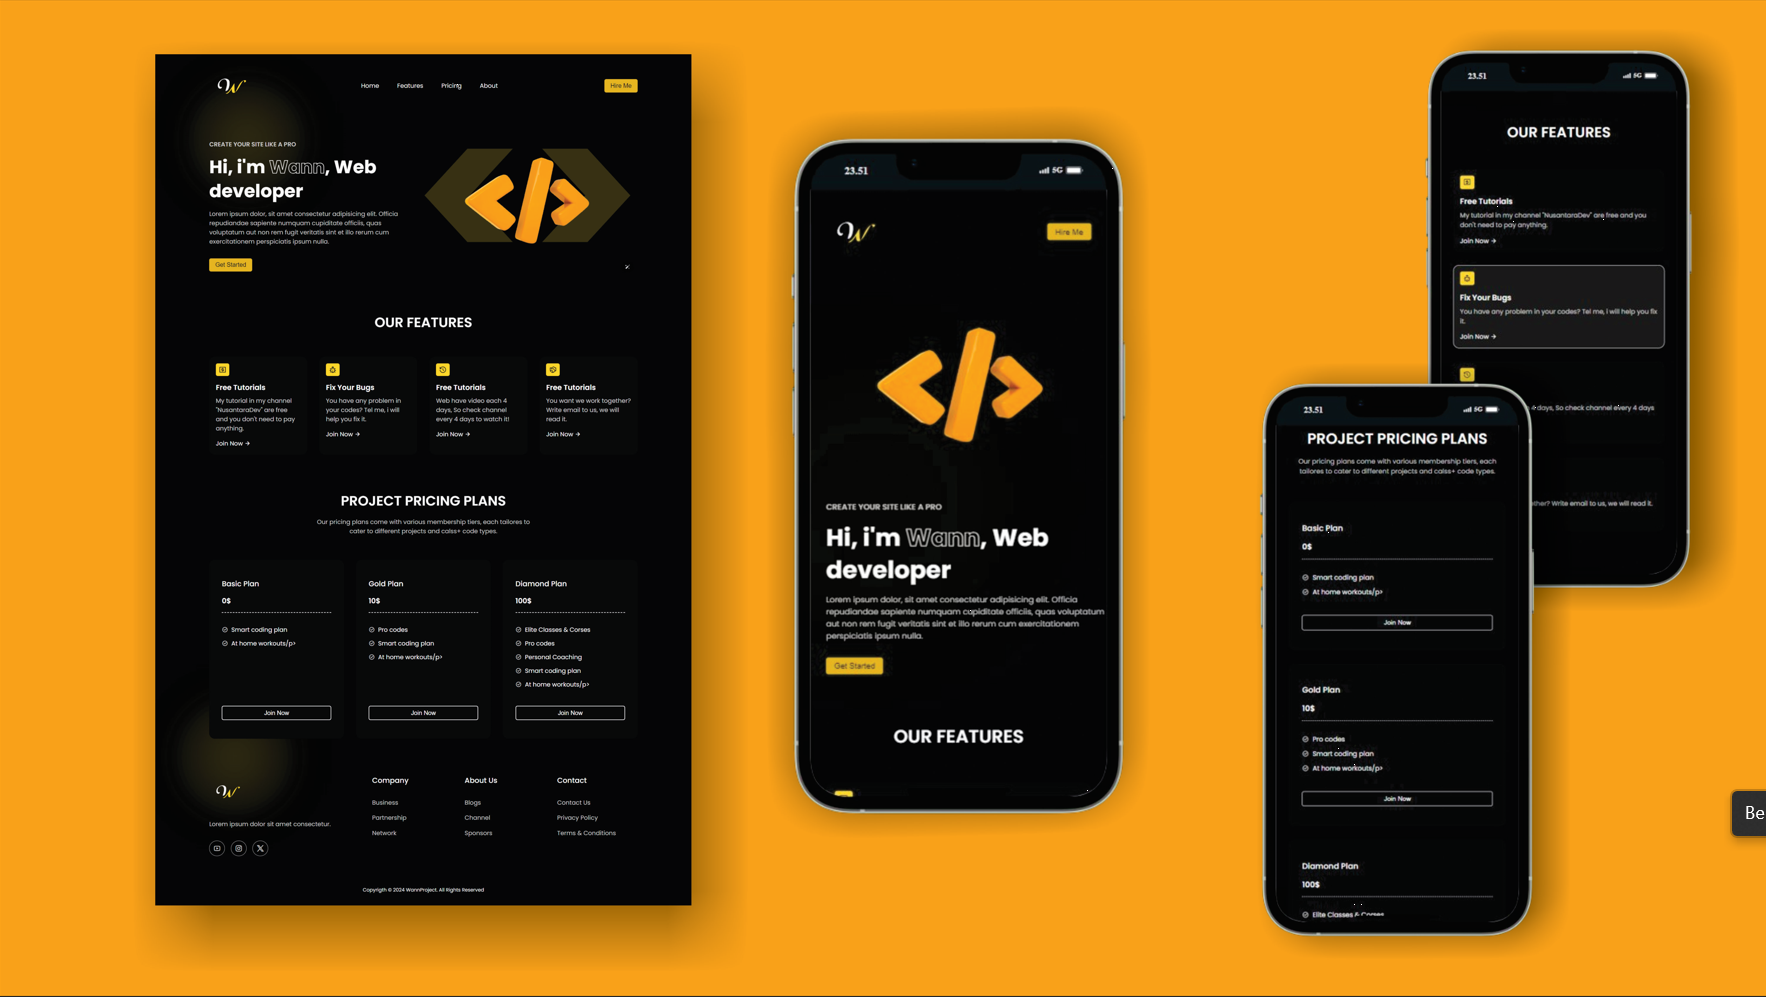 W
Home
Features
Pricing
About
Hire Me
CREATE YOUR SITE LIKE A PRO
Hi, i'm Wann, Web
developer
Lorem ipsum dolor, sit amet consectetur adipisicing elit. Officia
repudiandae sapiente numquam cupiditate officiis, quas
voluptatum aut non rem fugit veritatis sint et illo rerum cum
exercitationem perspiciatis ipsum nulla.
Get Started
OUR FEATURES
Free Tutorials
My tutorial in my channel
"NusantaraDev" are free
and you don't need to pay
anything.
Join Now →
Fix Your Bugs
You have any problem in
your codes? Tel me, i will
help you fix it.
Join Now →
Free Tutorials
Web have video each 4
days, So check channel
every 4 days to watch it!
Join Now →
Free Tutorials
You want we work together?
Write email to us, we will
read it.
Join Now →
PROJECT PRICING PLANS
Our pricing plans come with various membership tiers, each tailores to
cater to different projects and calss+ code types.
Basic Plan
0$
Smart coding plan
At home workouts/p>
Join Now
Gold Plan
10$
Pro codes
Smart coding plan
At home workouts/p>
Join Now
Diamond Plan
100$
Elite Classes & Corses
Pro codes
Personal Coaching
Smart coding plan
At home workouts/p>
Join Now
W
Lorem ipsum dolor sit amet consectetur.
Company
Business
Partnership
Network
About Us
Blogs
Channel
Sponsors
Contact
Contact Us
Privacy Policy
Terms & Conditions
Copyrigth © 2024 WannProject, All Rights Reserved
23.51
5G
W
Hire Me
CREATE YOUR SITE LIKE A PRO
Hi, i'm Wann, Web
developer
Lorem ipsum dolor, sit amet consectetur adipisicing elit. Officia
repudiandae sapiente numquam cupiditate officiis, quas voluptatum
aut non rem fugit veritatis sint et illo rerum cum exercitationem
perspiciatis ipsum nulla.
Get Started
OUR FEATURES
23.51
5G
OUR FEATURES
Free Tutorials
My tutorial in my channel "NusantaraDev" are free and you
don't need to pay anything.
Join Now →
Fix Your Bugs
You have any problem in your codes? Tel me, i will help you fix
it.
Join Now →
days, So check channel every 4 days
ther? Write email to us, we will read it.
23.51
5G
PROJECT PRICING PLANS
Our pricing plans come with various membership tiers, each
tailores to cater to different projects and calss+ code types.
Basic Plan
0$
Smart coding plan
At home workouts/p>
Join Now
Gold Plan
10$
Pro codes
Smart coding plan
At home workouts/p>
Join Now
Diamond Plan
100$
Elite Classes & Corses
Be